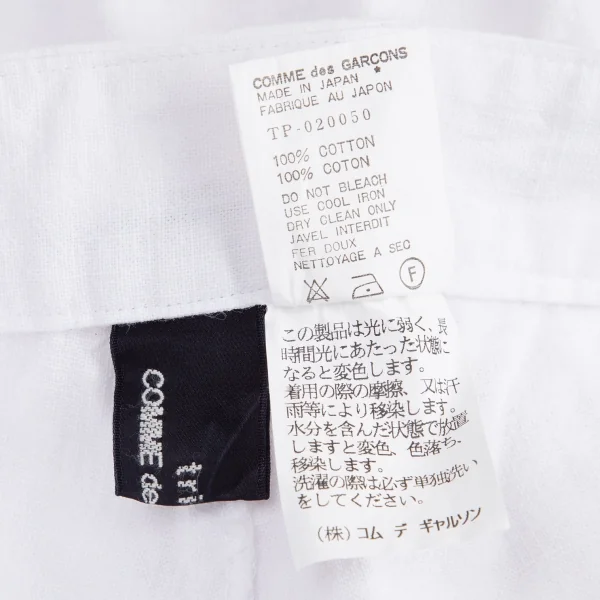 COMME des GARCONS
MADE IN JAPAN *
FABRIQUE AU JAPON
TP-020050
100% COTTON
100% COTON
DO NOT BLEACH
USE COOL IRON
DRY CLEAN ONLY
JAVEL INTERDIT
FER DOUX
NETTOYAGE A SEC
F
この製品は光に弱く、長
時間光にあたった状態に
なると変色します。
着用の際の摩擦、又は汗
雨等により移染します。
水分を含んだ状態で放置
しますと変色、色落ち・
移染します。
洗濯の際は必ず単独洗い
をしてください。
(株) コム デ ギャルソン
COMME de
tri